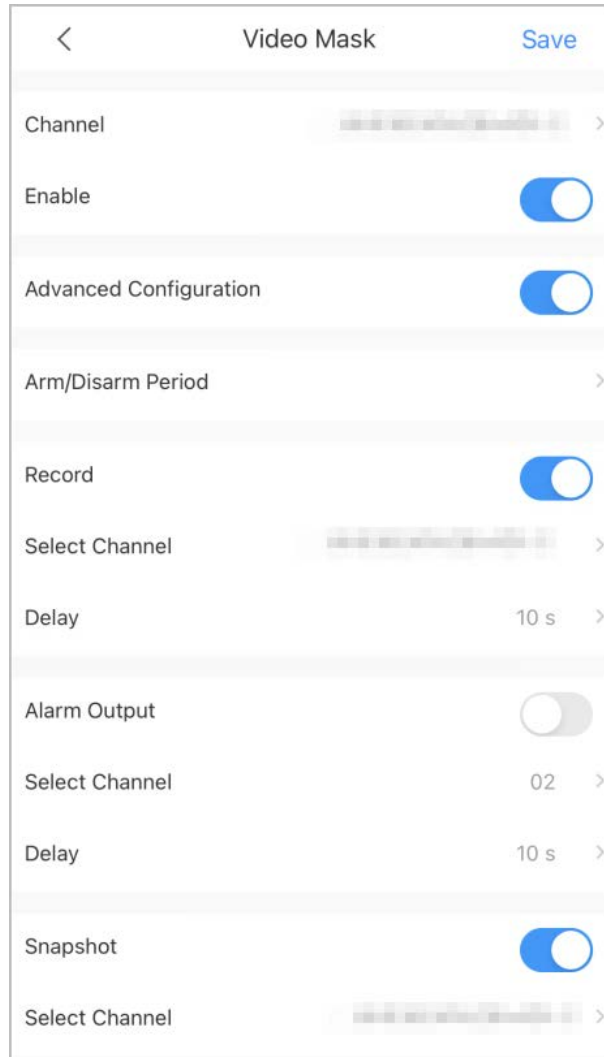 Video Mask Save
Channel
Enable
Advanced Configuration
Arm/Disarm Period
Record
Select Channel
Delay 10 s
Alarm Output
Select Channel 02
Delay 10 s
Snapshot
Select Channel